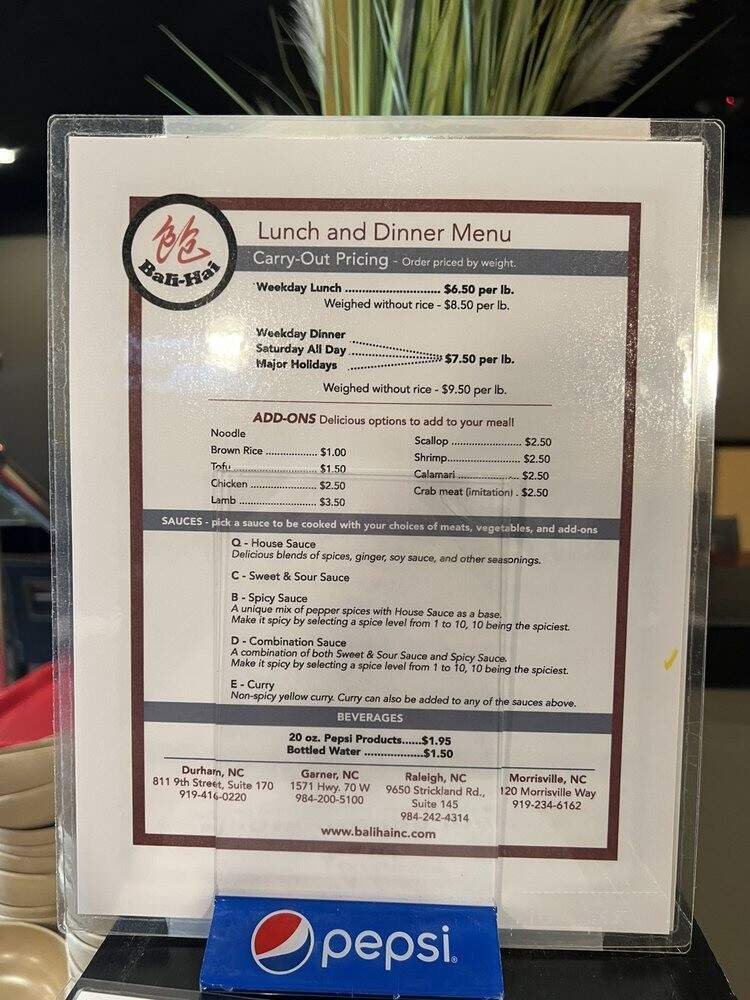 鲍
Bali-Hai
Lunch and Dinner Menu
Carry-Out Pricing - Order priced by weight.
Weekday Lunch ............................ $6.50 per lb.
Weighed without rice - $8.50 per lb.
Weekday Dinner
Saturday All Day
Major Holidays
$7.50 per lb.
Weighed without rice - $9.50 per lb.
ADD-ONS Delicious options to add to your meal!
Noodle
Brown Rice ................ $1.00
Tofu .......................... $1.50
Chicken .................... $2.50
Lamb ........................ $3.50
Scallop ..................... $2.50
Shrimp....................... $2.50
Calamari .................... $2.50
Crab meat (imitation) . $2.50
SAUCES - pick a sauce to be cooked with your choices of meats, vegetables, and add-ons
Q - House Sauce
Delicious blends of spices, ginger, soy sauce, and other seasonings.
C - Sweet & Sour Sauce
B - Spicy Sauce
A unique mix of pepper spices with House Sauce as a base.
Make it spicy by selecting a spice level from 1 to 10, 10 being the spiciest.
D - Combination Sauce
A combination of both Sweet & Sour Sauce and Spicy Sauce.
Make it spicy by selecting a spice level from 1 to 10, 10 being the spiciest.
E - Curry
Non-spicy yellow curry. Curry can also be added to any of the sauces above.
BEVERAGES
20 oz. Pepsi Products......$1.95
Bottled Water ..................$1.50
Durham, NC
811 9th Street, Suite 170
919-416-0220
Garner, NC
1571 Hwy. 70 W
984-200-5100
Raleigh, NC
9650 Strickland Rd.,
Suite 145
984-242-4314
Morrisville, NC
120 Morrisville Way
919-234-6162
www.balihainc.com
pepsi